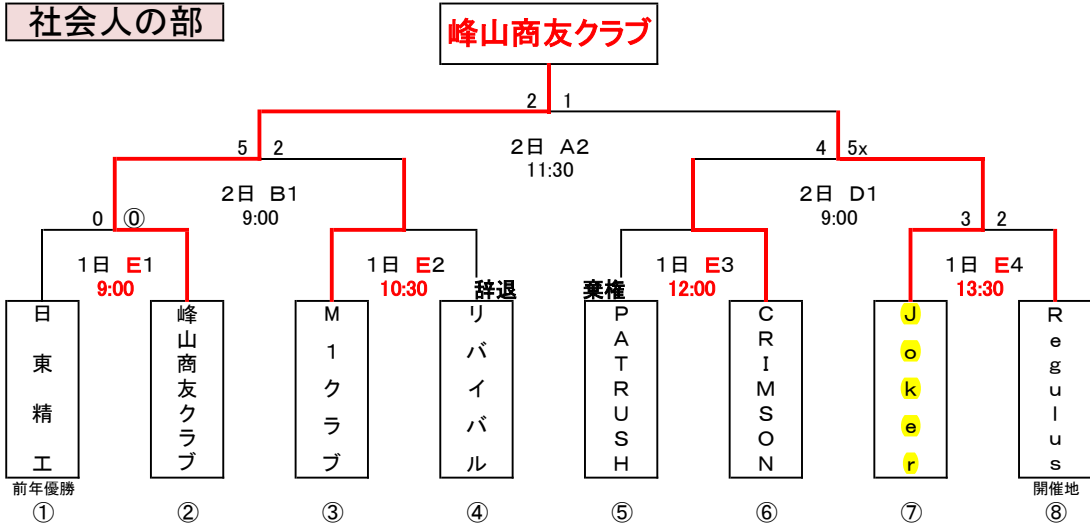 社会人の部
峰山商友クラブ
2 1
2日 A2
11:30
5 2
4 5x
2日 B1
9:00
2日 D1
9:00
0 ⓪
3 2
1日 E1
9:00
1日 E2
10:30
1日 E3
12:00
1日 E4
13:30
辞退
棄権
日東精工
峰山商友クラブ
M1クラブ
リバイバル
PATRUSH
CRIMSON
Joker
Regulus
前年優勝
開催地
① ② ③ ④ ⑤ ⑥ ⑦ ⑧